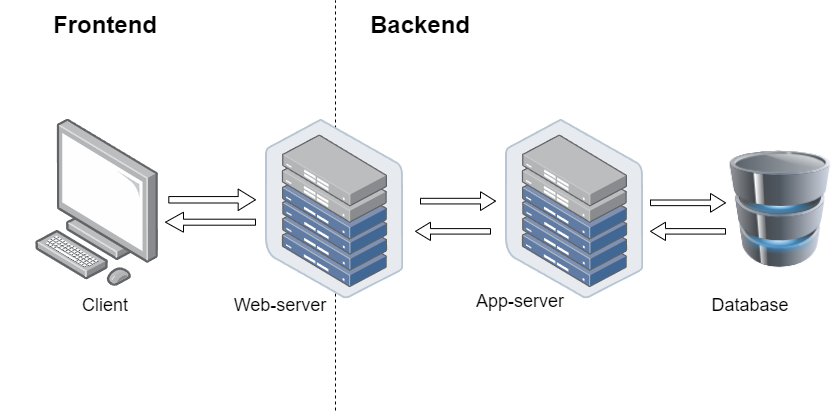 Frontend
Backend
Client
Web-server
App-server
Database